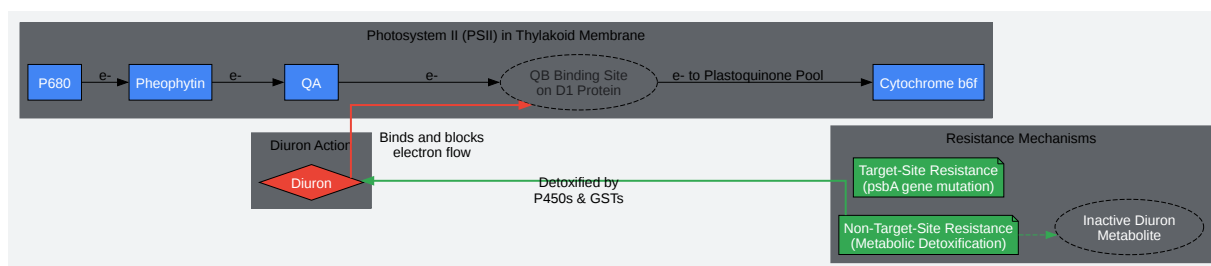 Photosystem II (PSII) in Thylakoid Membrane
P680
e-
Pheophytin
e-
QA
e-
QB Binding Site
on D1 Protein
e- to Plastoquinone Pool
Cytochrome b6f
Diuron Action
Diuron
Binds and blocks
electron flow
Detoxified by
P450s & GSTs
Resistance Mechanisms
Target-Site Resistance
(psbA gene mutation)
Non-Target-Site Resistance
(Metabolic Detoxification)
Inactive Diuron
Metabolite